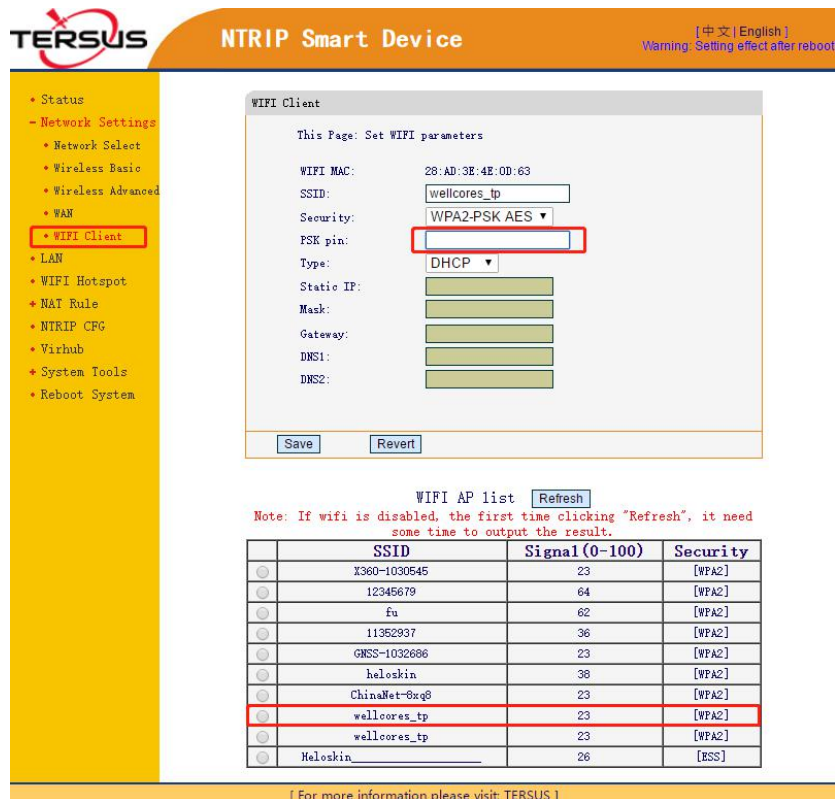 TERSUS
NTRIP Smart Device
[ 中 文 | English ]
Warning: Setting effect after reboot
Status
Network Settings
Network Select
Wireless Basic
Wireless Advanced
WAN
WIFI Client
LAN
WIFI Hotspot
NAT Rule
NTRIP CFG
Virhub
System Tools
Reboot System
WIFI Client
This Page: Set WIFI parameters
WIFI MAC: 28:AD:3E:4E:0D:63
SSID: wellcores_tp
Security: WPA2-PSK AES ▼
PSK pin:
Type: DHCP ▼
Static IP:
Mask:
Gateway:
DNS1:
DNS2:
Save Revert
WIFI AP list Refresh
Note: If wifi is disabled, the first time clicking "Refresh", it need
some time to output the result.
SSID Signal(0-100) Security
X360-1030545 23 [WPA2]
12345679 64 [WPA2]
fu 62 [WPA2]
11352937 36 [WPA2]
GNSS-1032686 23 [WPA2]
heloskin 38 [WPA2]
ChinaNet-8xq8 23 [WPA2]
wellcores_tp 23 [WPA2]
wellcores_tp 23 [WPA2]
Heloskin____________________ 26 [ESS]
[ For more information please visit: TERSUS ]